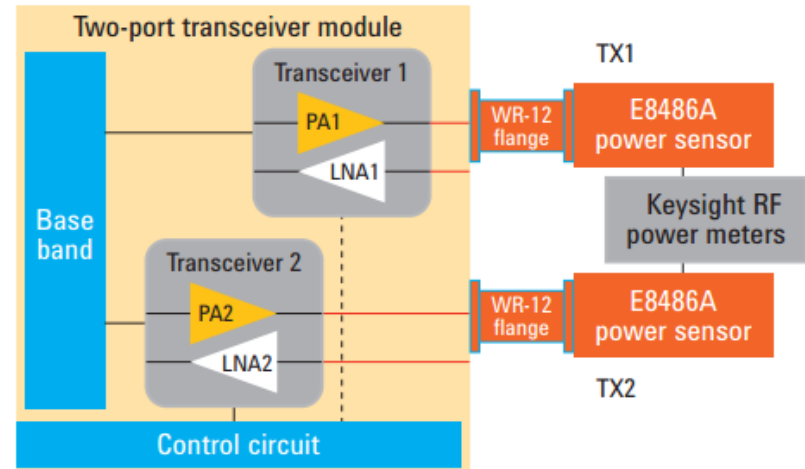 Two-port transceiver module
TX1
Transceiver 1
PA1
LNA1
WR-12
flange
E8486A
power sensor
Keysight RF
power meters
Base
band
Transceiver 2
PA2
LNA2
WR-12
flange
E8486A
power sensor
TX2
Control circuit